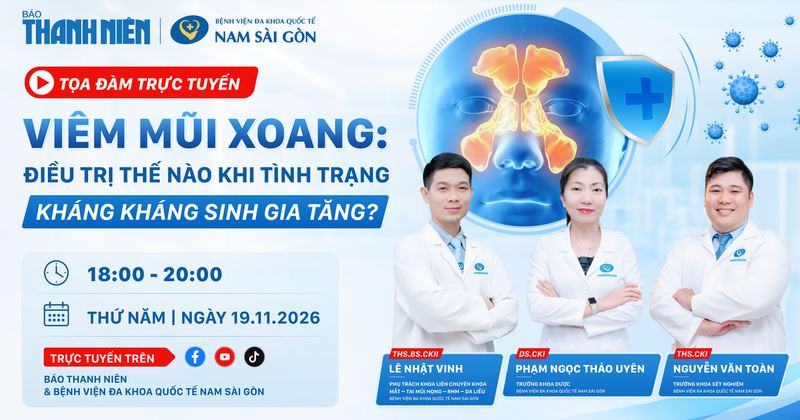 BÁO
THANH NIÊN
BỆNH VIỆN ĐA KHOA QUỐC TẾ
NAM SÀI GÒN
TỌA ĐÀM TRỰC TUYẾN
VIÊM MŨI XOANG:
ĐIỀU TRỊ THẾ NÀO KHI TÌNH TRẠNG
KHÁNG KHÁNG SINH GIA TĂNG?
18:00 - 20:00
THỨ NĂM | NGÀY 19.11.2026
TRỰC TUYẾN TRÊN
BÁO THANH NIÊN
& BỆNH VIỆN ĐA KHOA QUỐC TẾ NAM SÀI GÒN
THS.BS.CKII
LÊ NHẬT VINH
PHỤ TRÁCH KHOA LIÊN CHUYÊN KHOA
MẮT – TAI MŨI HỌNG – RHM – DA LIỄU
BỆNH VIỆN ĐA KHOA QUỐC TẾ NAM SÀI GÒN
DS.CKI
PHẠM NGỌC THẢO UYÊN
TRƯỞNG KHOA DƯỢC
BỆNH VIỆN ĐA KHOA QUỐC TẾ NAM SÀI GÒN
THS.CKI
NGUYỄN VĂN TOÀN
TRƯỞNG KHOA XÉT NGHIỆM
BỆNH VIỆN ĐA KHOA QUỐC TẾ NAM SÀI GÒN